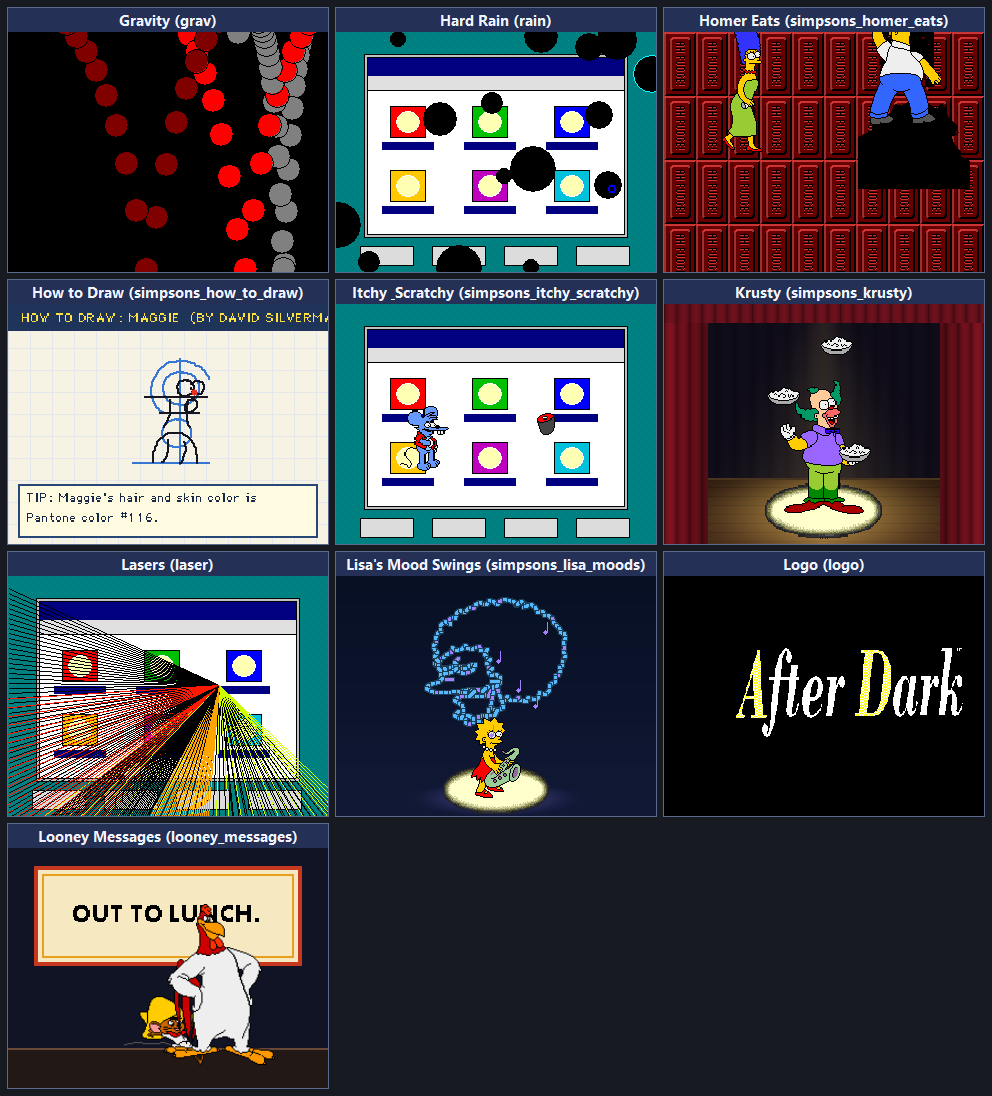 Gravity (grav)
Hard Rain (rain)
Homer Eats (simpsons_homer_eats)
How to Draw (simpsons_how_to_draw)
HOW TO DRAW: MAGGIE (BY DAVID SILVERMA
TIP: Maggie's hair and skin color is
Pantone color #116.
Itchy_Scratchy (simpsons_itchy_scratchy)
Krusty (simpsons_krusty)
Lasers (laser)
Lisa's Mood Swings (simpsons_lisa_moods)
Logo (logo)
After Dark
Looney Messages (looney_messages)
OUT TO LUNCH.